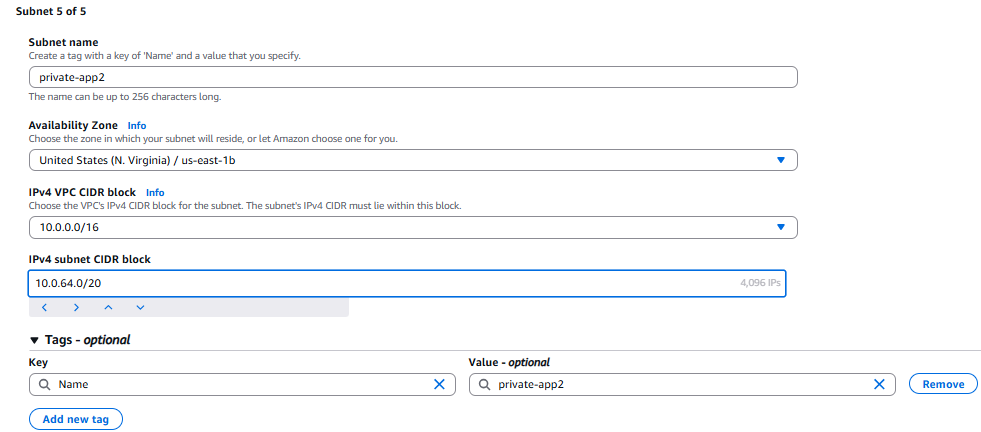 Subnet 5 of 5
Subnet name
Create a tag with a key of 'Name' and a value that you specify.
private-app2
The name can be up to 256 characters long.
Availability Zone Info
Choose the zone in which your subnet will reside, or let Amazon choose one for you.
United States (N. Virginia) / us-east-1b
IPv4 VPC CIDR block Info
Choose the VPC's IPv4 CIDR block for the subnet. The subnet's IPv4 CIDR must lie within this block.
10.0.0.0/16
IPv4 subnet CIDR block
10.0.64.0/20 4,096 IPs
Tags - optional
Key Value - optional
Name private-app2 Remove
Add new tag